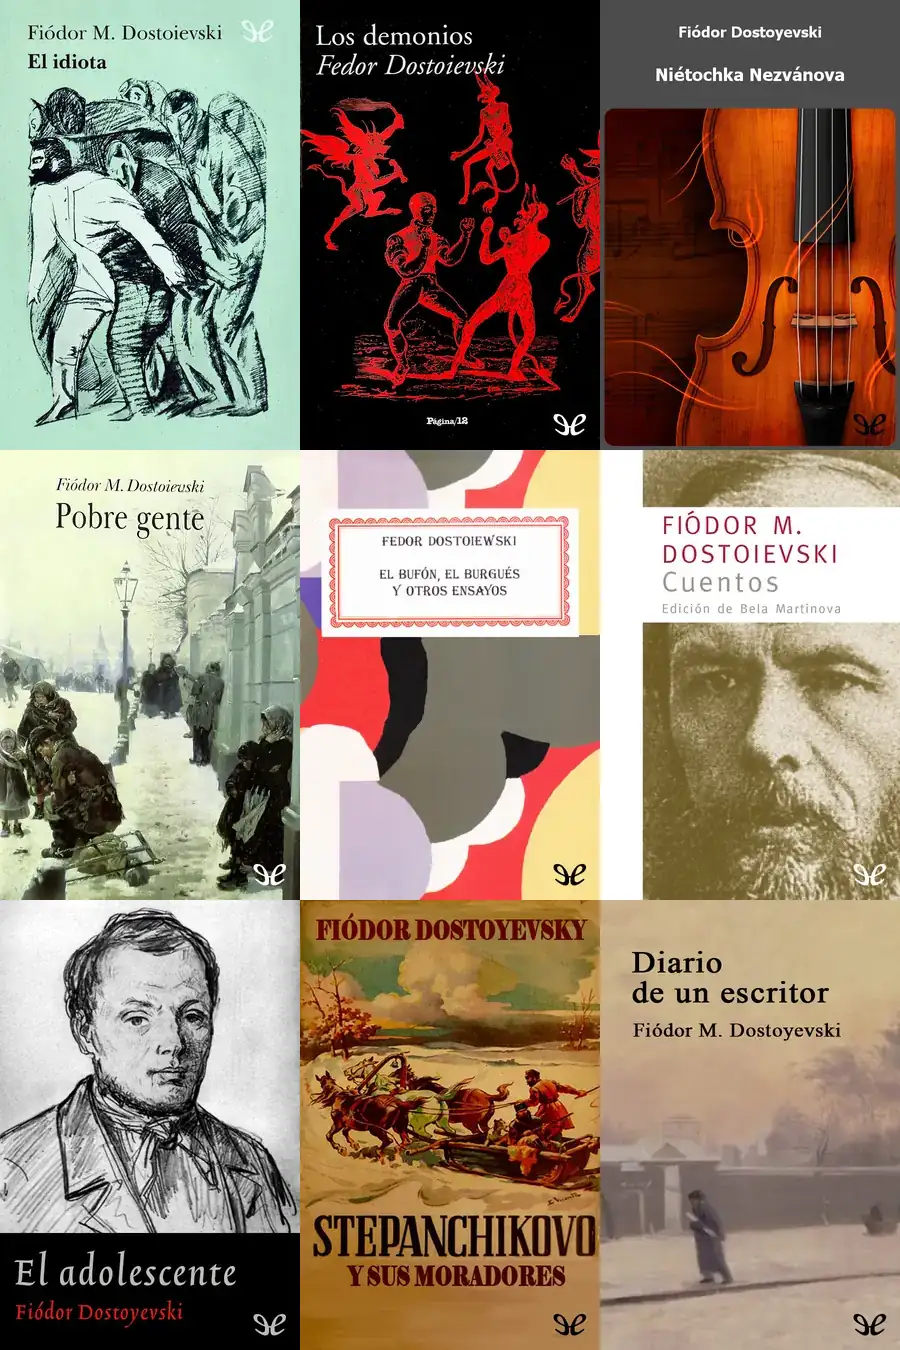 Fiódor M. Dostoievski
El idiota
Los demonios
Fedor Dostoievski
Página/12
Fiódor Dostoyevski
Niétochka Nezvánova
Fiódor M. Dostoievski
Pobre gente
FEDOR DOSTOIEWSKI
EL BUFÓN, EL BURGUÉS
Y OTROS ENSAYOS
FIÓDOR M.
DOSTOIEVSKI
Cuentos
Edición de Bela Martinova
El adolescente
Fiódor Dostoyevski
FIÓDOR DOSTOYEVSKY
STEPANCHIKOVO
Y SUS MORADORES
Diario
de un escritor
Fiódor M. Dostoyevski